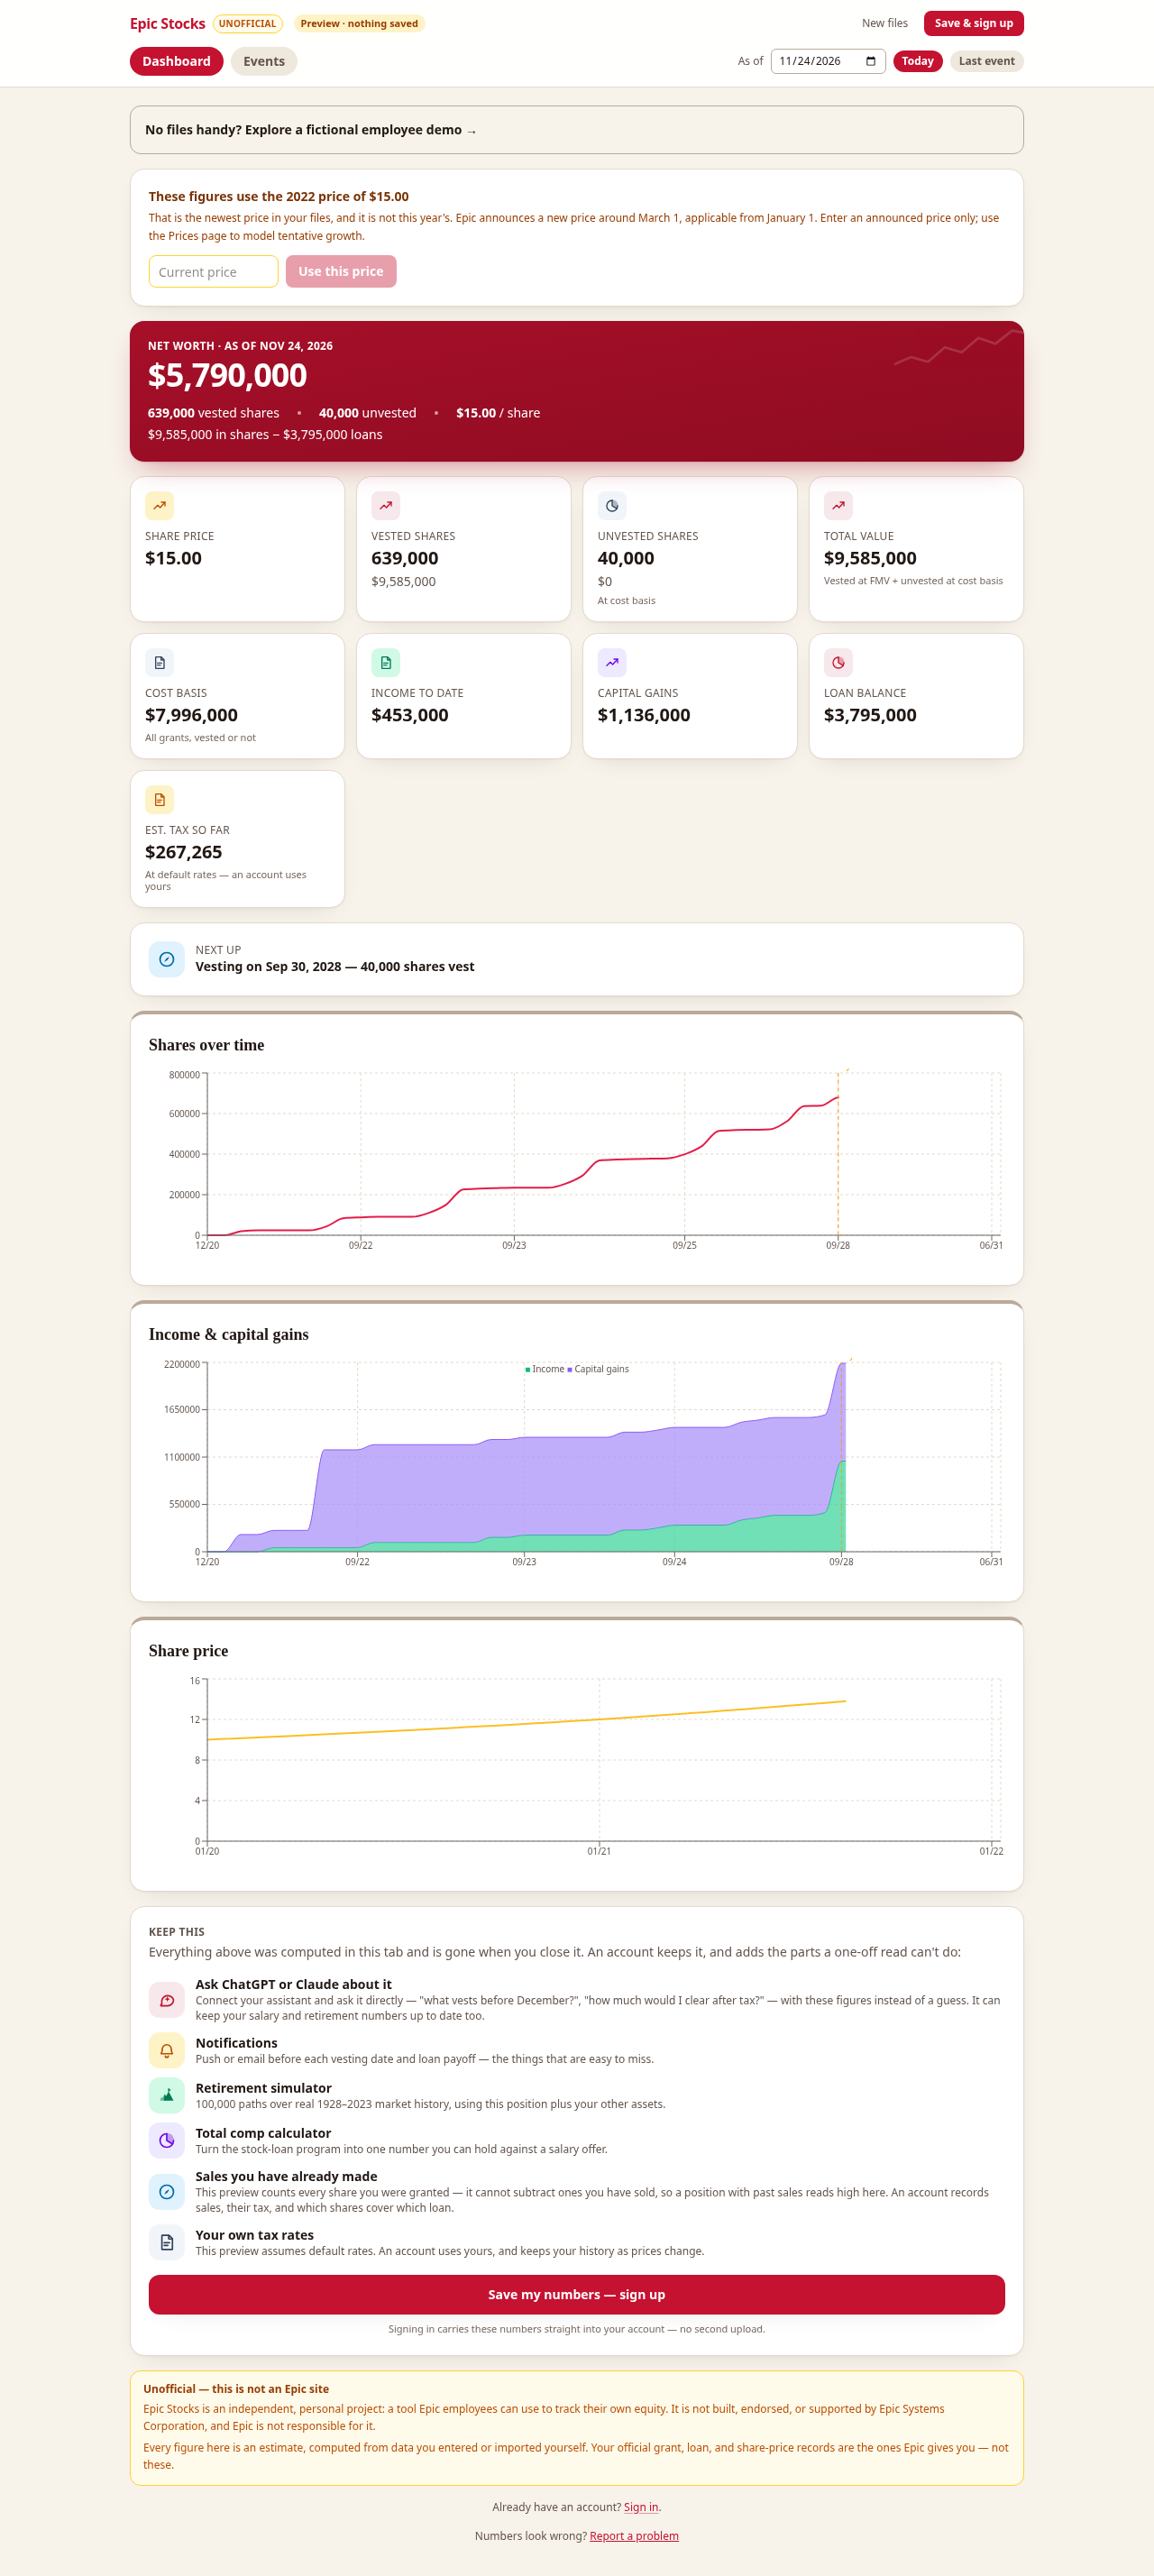 Epic Stocks UNOFFICIAL Preview · nothing saved New files Save & sign up
Dashboard Events As of 11/24/2026 Today Last event
No files handy? Explore a fictional employee demo →
These figures use the 2022 price of $15.00
That is the newest price in your files, and it is not this year's. Epic announces a new price around March 1, applicable from January 1. Enter an announced price only; use
the Prices page to model tentative growth.
Current price Use this price
NET WORTH · AS OF NOV 24, 2026
$5,790,000
639,000 vested shares • 40,000 unvested • $15.00 / share
$9,585,000 in shares − $3,795,000 loans
SHARE PRICE
$15.00
VESTED SHARES
639,000
$9,585,000
UNVESTED SHARES
40,000
$0
At cost basis
TOTAL VALUE
$9,585,000
Vested at FMV + unvested at cost basis
COST BASIS
$7,996,000
All grants, vested or not
INCOME TO DATE
$453,000
CAPITAL GAINS
$1,136,000
LOAN BALANCE
$3,795,000
EST. TAX SO FAR
$267,265
At default rates — an account uses
yours
NEXT UP
Vesting on Sep 30, 2028 — 40,000 shares vest
Shares over time
800000
600000
400000
200000
0
12/20 09/22 09/23 09/25 09/28 06/31
Income & capital gains
2200000
Income Capital gains
1650000
1100000
550000
0
12/20 09/22 09/23 09/24 09/28 06/31
Share price
16
12
8
4
0
01/20 01/21 01/22
KEEP THIS
Everything above was computed in this tab and is gone when you close it. An account keeps it, and adds the parts a one-off read can't do:
Ask ChatGPT or Claude about it
Connect your assistant and ask it directly — "what vests before December?", "how much would I clear after tax?" — with these figures instead of a guess. It can
keep your salary and retirement numbers up to date too.
Notifications
Push or email before each vesting date and loan payoff — the things that are easy to miss.
Retirement simulator
100,000 paths over real 1928–2023 market history, using this position plus your other assets.
Total comp calculator
Turn the stock-loan program into one number you can hold against a salary offer.
Sales you have already made
This preview counts every share you were granted — it cannot subtract ones you have sold, so a position with past sales reads high here. An account records
sales, their tax, and which shares cover which loan.
Your own tax rates
This preview assumes default rates. An account uses yours, and keeps your history as prices change.
Save my numbers — sign up
Signing in carries these numbers straight into your account — no second upload.
Unofficial — this is not an Epic site
Epic Stocks is an independent, personal project: a tool Epic employees can use to track their own equity. It is not built, endorsed, or supported by Epic Systems
Corporation, and Epic is not responsible for it.
Every figure here is an estimate, computed from data you entered or imported yourself. Your official grant, loan, and share-price records are the ones Epic gives you — not
these.
Already have an account? Sign in.
Numbers look wrong? Report a problem